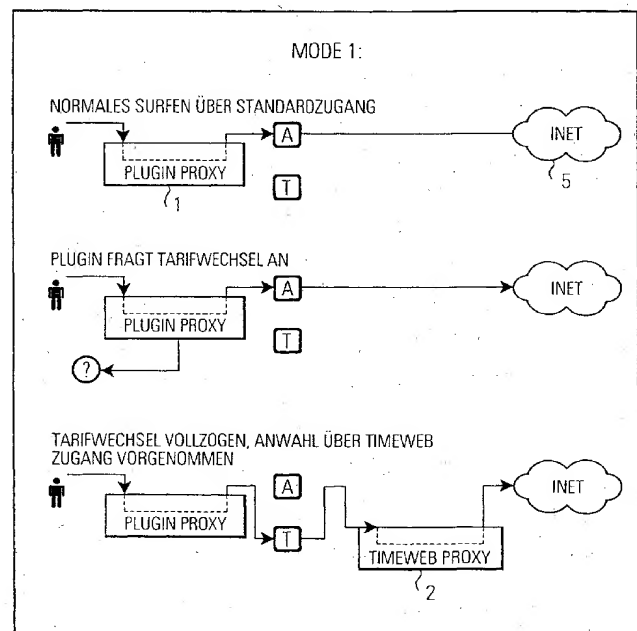 MODE 1:
NORMALES SURFEN ÜBER STANDARDZUGANG
A
INET
PLUGIN PROXY
1
T
5
PLUGIN FRAGT TARIFWECHSEL AN
A
INET
PLUGIN PROXY
T
?
TARIFWECHSEL VOLLZOGEN, ANWAHL ÜBER TIMEWEB
ZUGANG VORGENOMMEN
A
INET
PLUGIN PROXY
T
TIMEWEB PROXY
2